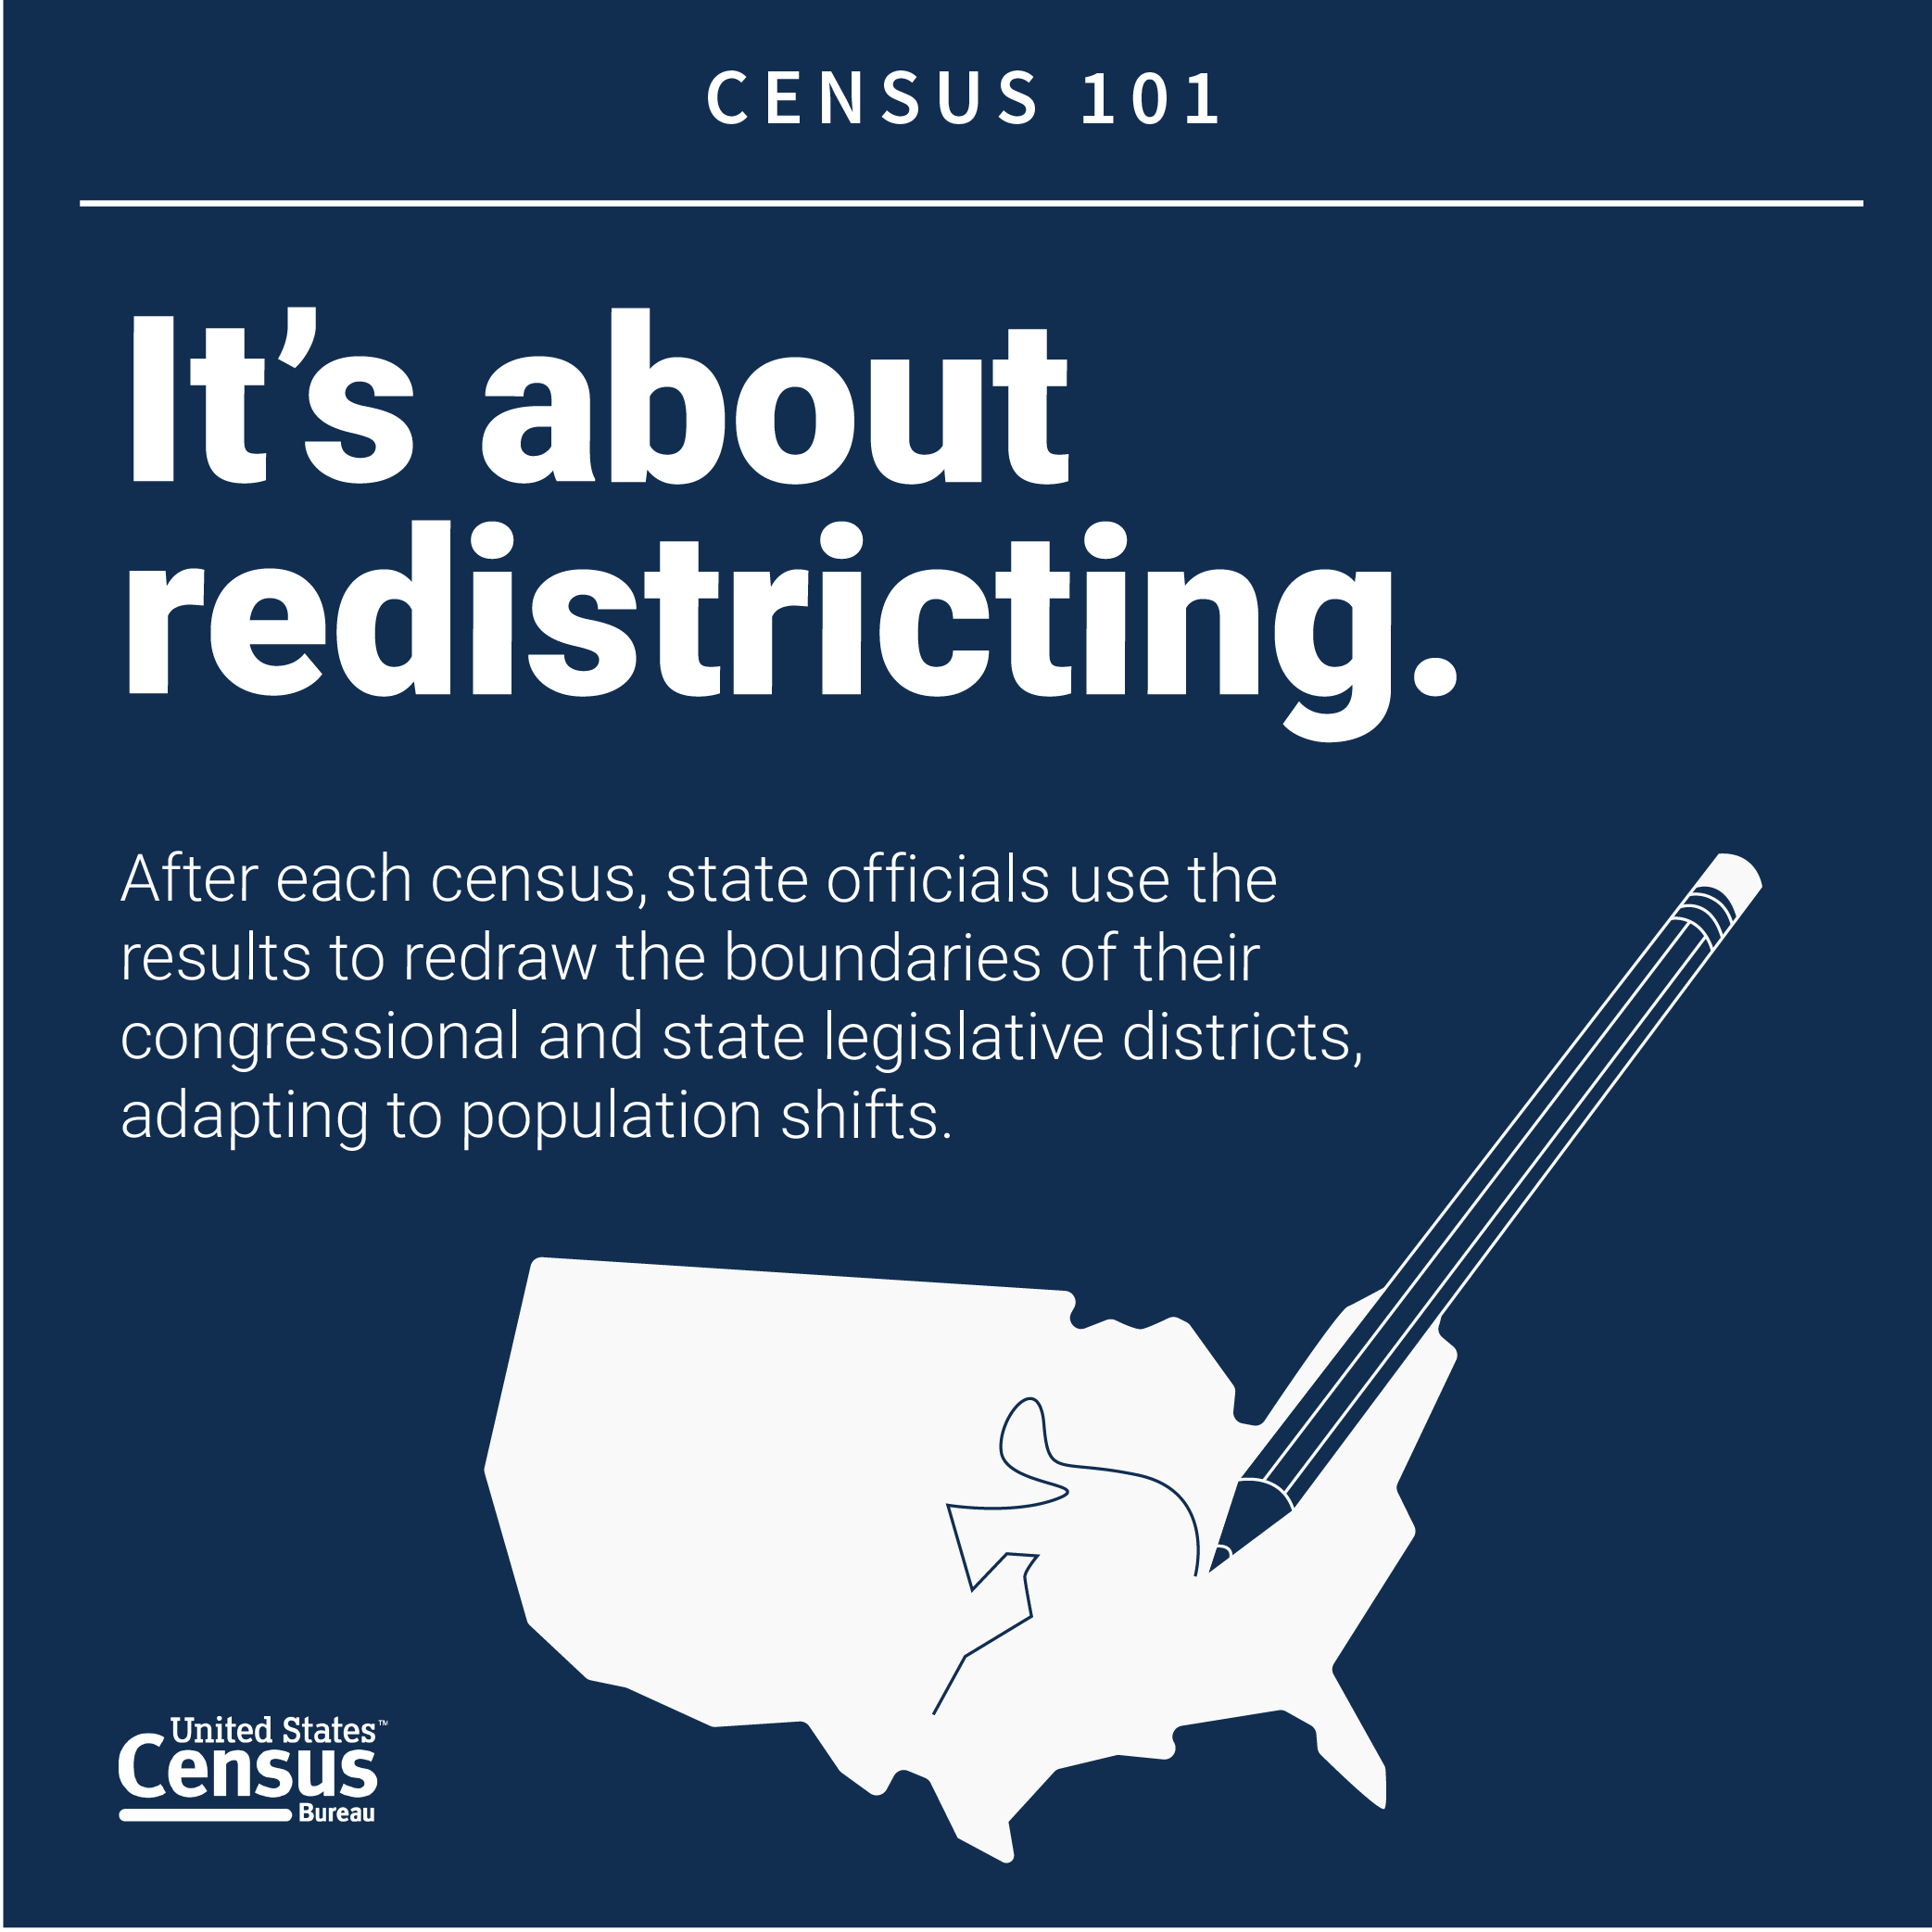 CENSUS 101
It’s about
redistricting.
After each census, state officials use the
results to redraw the boundaries of their
congressional and state legislative districts,
adapting to population shifts.
United States™
Census
Bureau